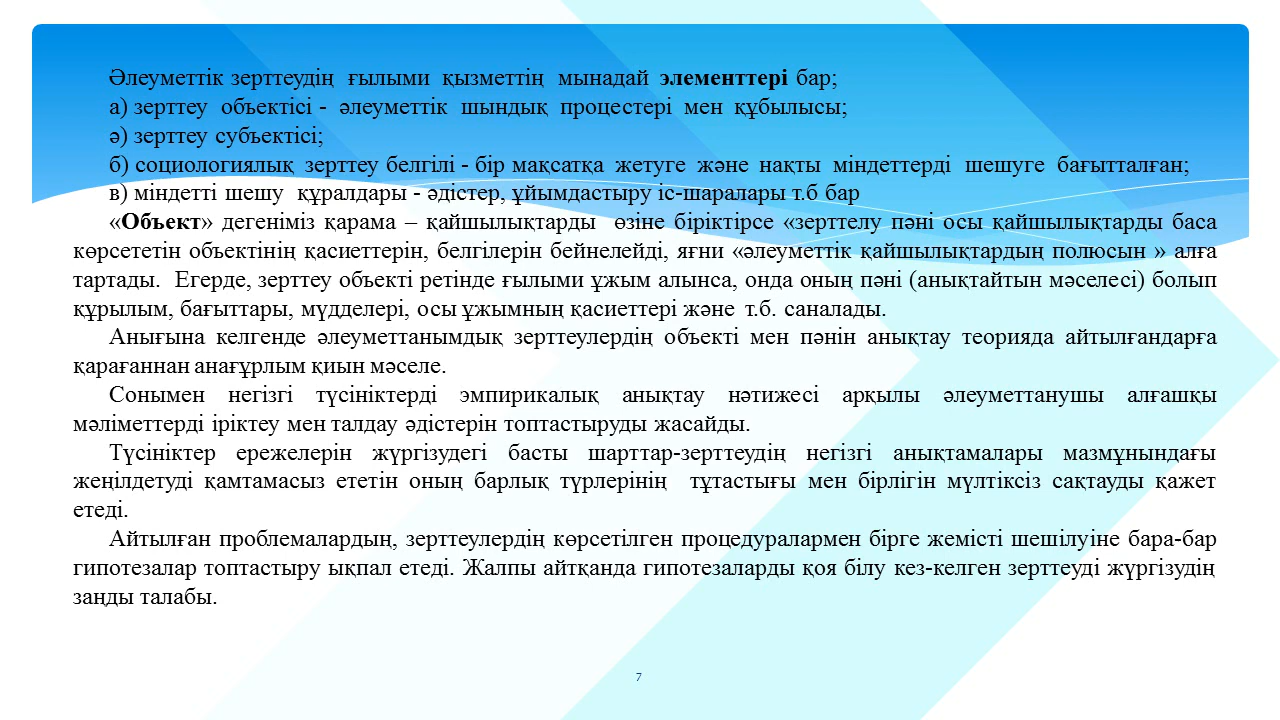 Әлеуметтік зерттеудің ғылыми қызметтің мынадай элементтері бар;
а) зерттеу объектісі - әлеуметтік шындық процестері мен құбылысы;
ә) зерттеу субъектісі;
б) социологиялық зерттеу белгілі - бір мақсатқа жетуге және нақты міндеттерді шешуге бағытталған;
в) міндетті шешу құралдары - әдістер, ұйымдастыру іс-шаралары т.б бар
«Объект» дегеніміз қарама – қайшылықтарды өзіне біріктірсе «зерттелу пәні осы қайшылықтарды баса
көрсететін объектінің қасиеттерін, белгілерін бейнелейді, яғни «әлеуметтік қайшылықтардың полюсын » алға
тартады. Егерде, зерттеу объекті ретінде ғылыми ұжым алынса, онда оның пәні (анықтайтын мәселесі) болып
құрылым, бағыттары, мүдделері, осы ұжымның қасиеттері және т.б. саналады.
Анығына келгенде әлеуметтанымдық зерттеулердің объекті мен пәнін анықтау теорияда айтылғандарға
қарағаннан анағұрлым қиын мәселе.
Сонымен негізгі түсініктерді эмпирикалық анықтау нәтижесі арқылы әлеуметтанушы алғашқы
мәліметтерді іріктеу мен талдау әдістерін топтастыруды жасайды.
Түсініктер ережелерін жүргізудегі басты шарттар-зерттеудің негізгі анықтамалары мазмұнындағы
жеңілдетуді қамтамасыз ететін оның барлық түрлерінің тұтастығы мен бірлігін мүлтіксіз сақтауды қажет
етеді.
Айтылған проблемалардың, зерттеулердің көрсетілген процедуралармен бірге жемісті шешілуіне бара-бар
гипотезалар топтастыру ықпал етеді. Жалпы айтқанда гипотезаларды қоя білу кез-келген зерттеуді жүргізудің
заңды талабы.
7